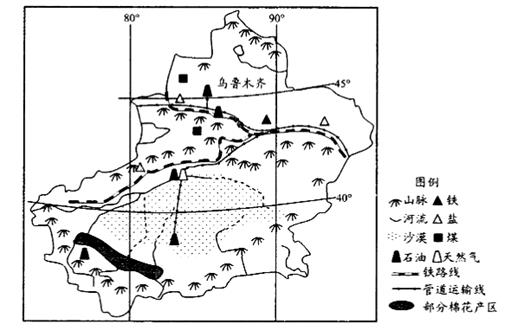 80°
90°
乌鲁木齐
45°
40°
图例
山脉 铁
河流 盐
沙漠 煤
石油 天然气
铁路线
管道运输线
部分棉花产区